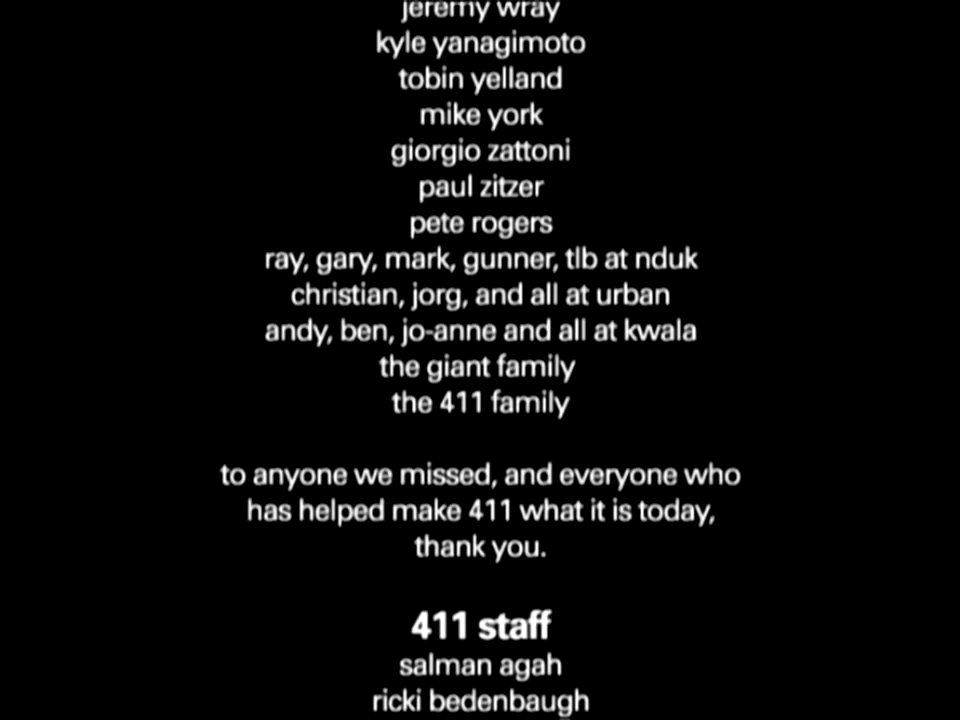 jeremy wray
kyle yanagimoto
tobin yelland
mike york
giorgio zattoni
paul zitzer
pete rogers
ray, gary, mark, gunner, tlb at nduk
christian, jorg, and all at urban
andy, ben, jo-anne and all at kwala
the giant family
the 411 family
to anyone we missed, and everyone who
has helped make 411 what it is today,
thank you.
411 staff
salman agah
ricki bedenbaugh